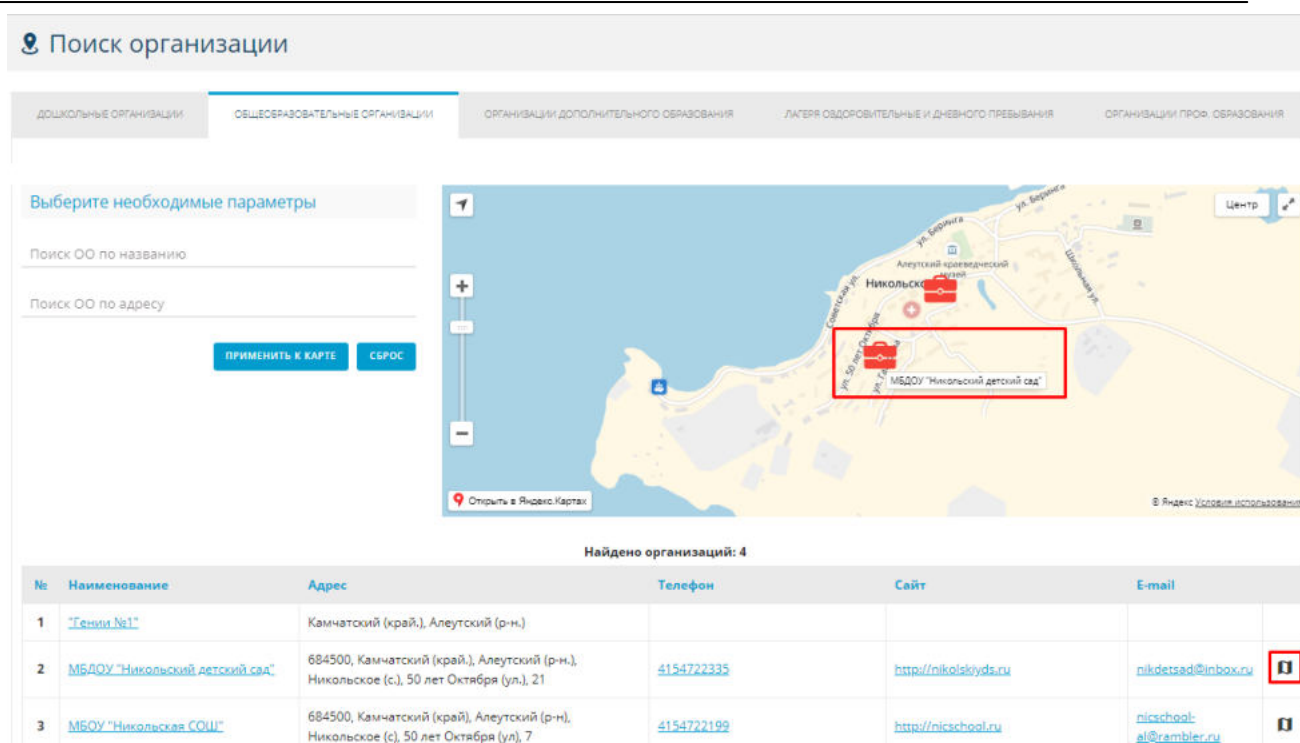 Поиск организации
ДОШКОЛЬНЫЕ ОРГАНИЗАЦИИ
ОБЩЕОБРАЗОВАТЕЛЬНЫЕ ОРГАНИЗАЦИИ
ОРГАНИЗАЦИИ ДОПОЛНИТЕЛЬНОГО ОБРАЗОВАНИЯ
ЛАГЕРЯ ОЗДОРОВИТЕЛЬНЫЕ И ДНЕВНОГО ПРЕБЫВАНИЯ
ОРГАНИЗАЦИИ ПРОФ. ОБРАЗОВАНИЯ
Выберите необходимые параметры
Поиск ОО по названию
Поиск ОО по адресу
ПРИМЕНИТЬ К КАРТЕ
СБРОС
ул. Беринга
ул. Беринга
Центр
Алеутский краеведческий
музей
Школьная ул.
Никольско
Советская ул.
ул. 50 лет Октября
МБДОУ "Никольский детский сад"
Открыть в Яндекс.Картах
© Яндекс Условия использования
Найдено организаций: 4
№ Наименование Адрес Телефон Сайт E-mail
1 "Гении №1" Камчатский (край.), Алеутский (р-н.)
2 МБДОУ "Никольский детский сад" 684500, Камчатский (край.), Алеутский (р-н.),
Никольское (с.), 50 лет Октября (ул.), 21
4154722335 http://nikolskiyds.ru nikdetsad@inbox.ru
3 МБОУ "Никольская СОШ" 684500, Камчатский (край), Алеутский (р-н),
Никольское (с), 50 лет Октября (ул), 7
4154722199 http://nicschool.ru nicschool-
al@rambler.ru